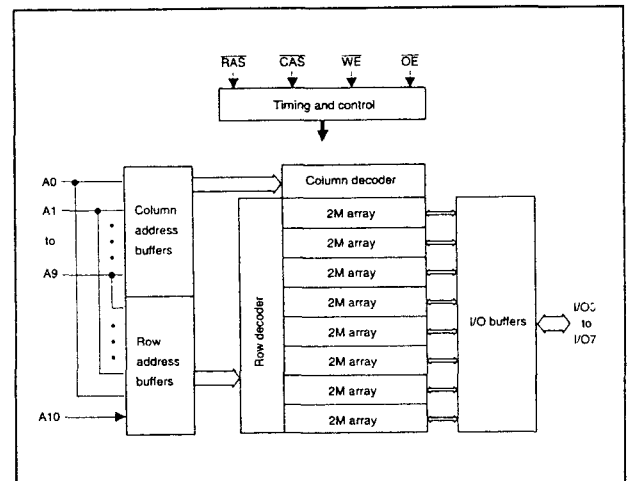 RAS CAS WE OE
Timing and control
Column decoder
A0
A1
to
A9
A10
Column
address
buffers
Row
address
buffers
Row decoder
2M array
2M array
2M array
2M array
2M array
2M array
2M array
2M array
I/O buffers
to
I/O7